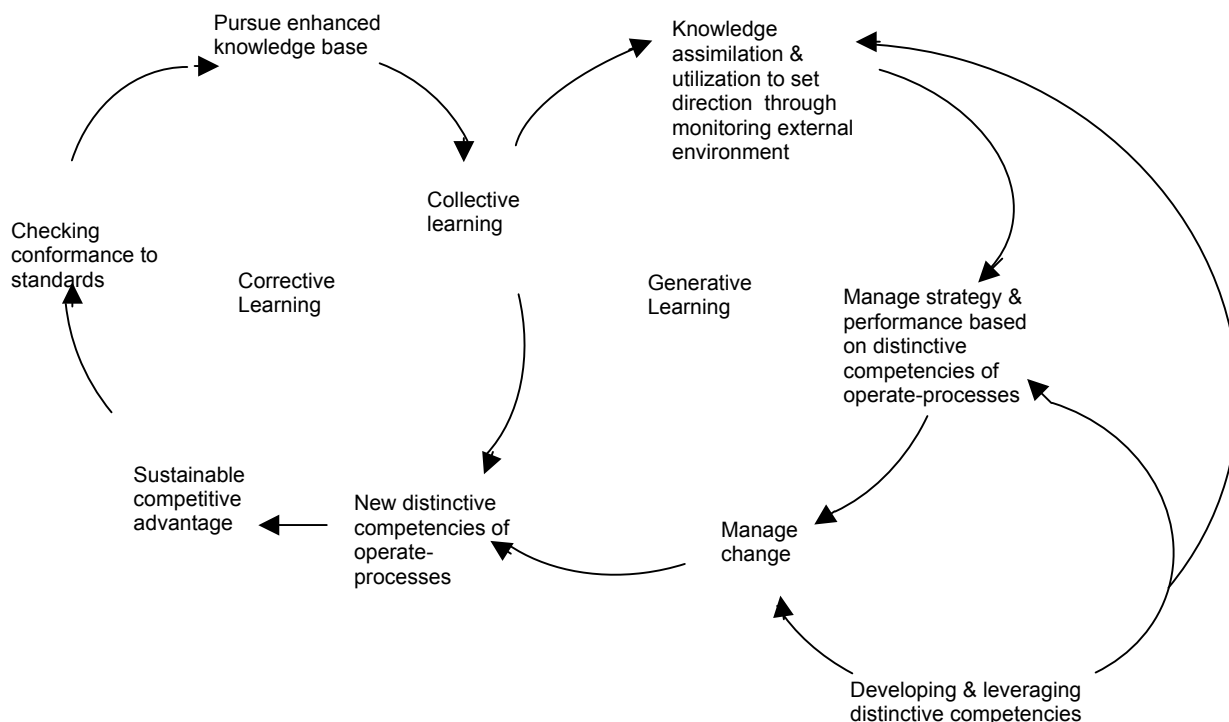 Pursue enhanced
knowledge base
Knowledge
assimilation &
utilization to set
direction through
monitoring external
environment
Collective
learning
Checking
conformance to
standards
Corrective
Learning
Generative
Learning
Manage strategy &
performance based
on distinctive
competencies of
operate-processes
Sustainable
competitive
advantage
New distinctive
competencies of
operate-
processes
Manage
change
Developing & leveraging
distinctive competencies